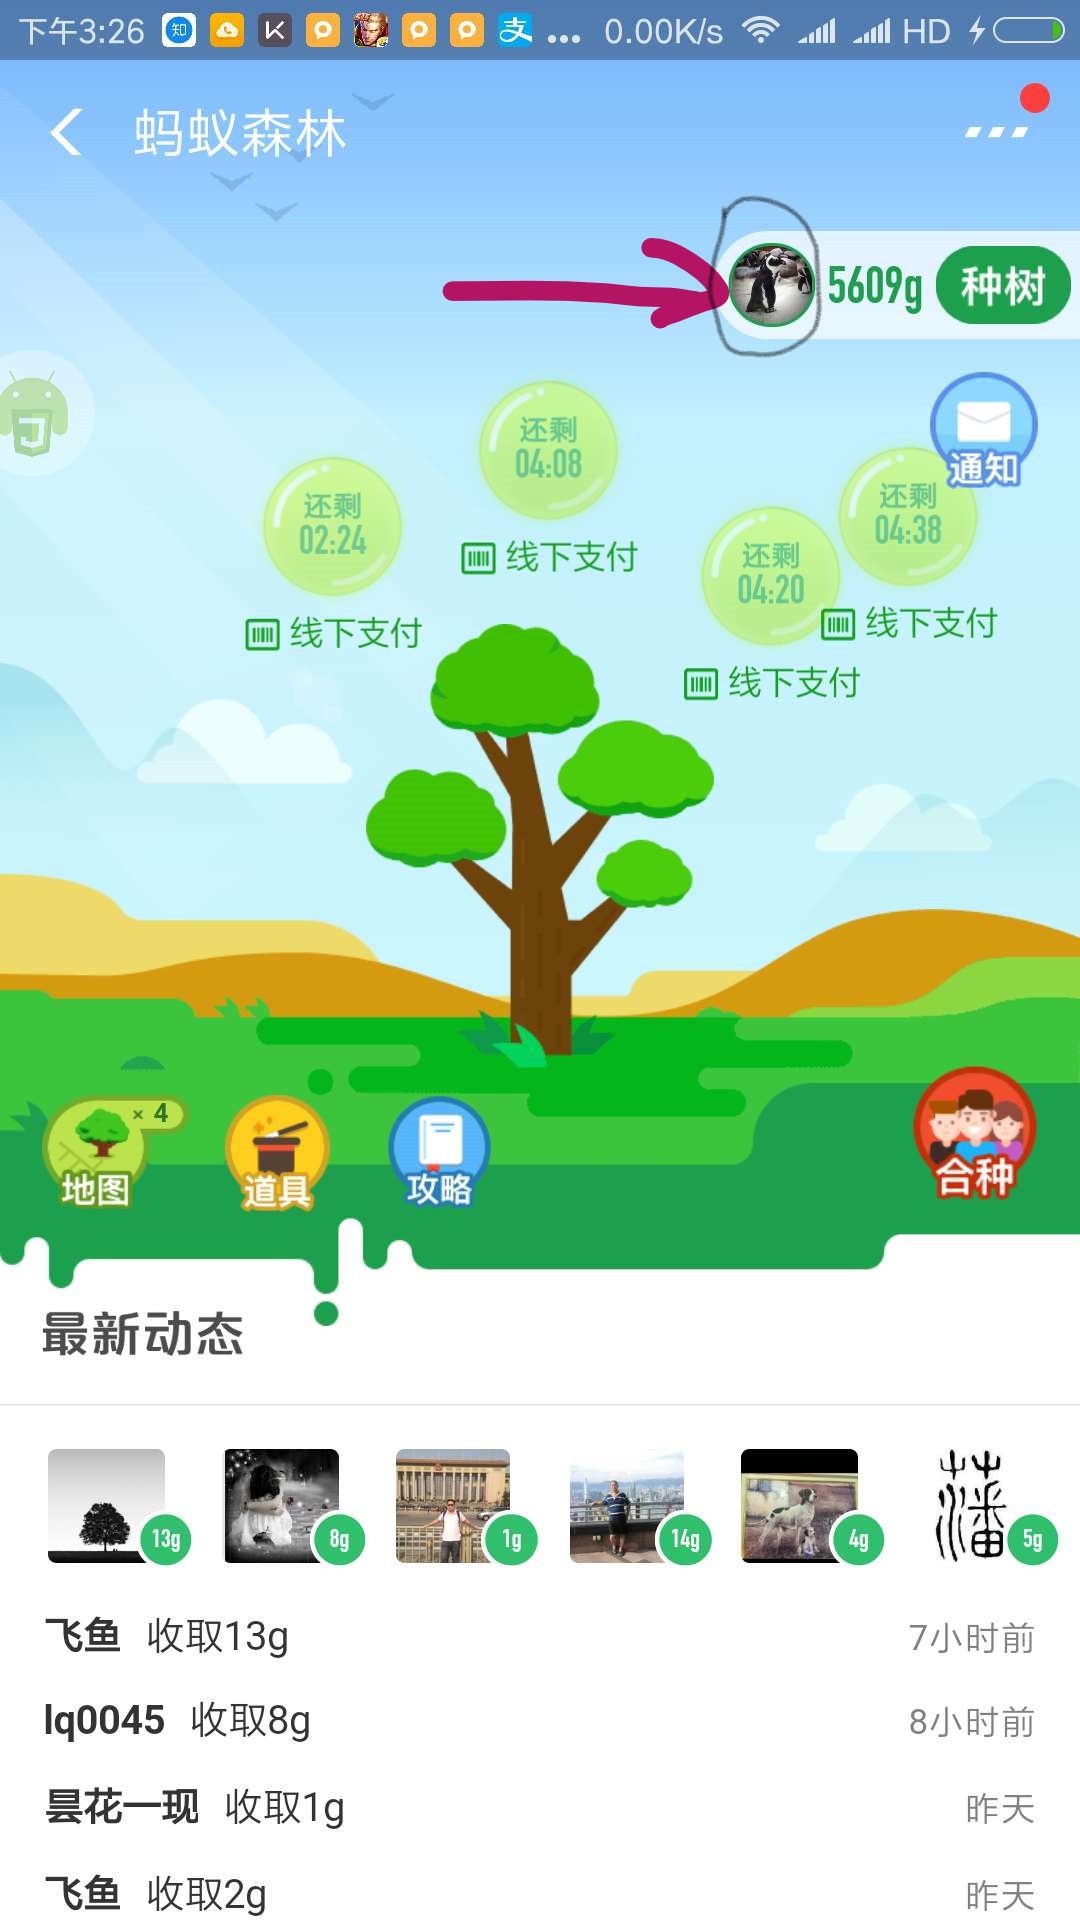 下午3:26 知 支 ... 0.00K/s HD
蚂蚁森林
5609g 种树
通知
还剩
04:08
线下支付
还剩
02:24
线下支付
还剩
04:38
线下支付
还剩
04:20
线下支付
× 4
地图
道具
攻略
合种
最新动态
13g 8g 1g 14g 4g 藩 5g
飞鱼 收取13g 7小时前
lq0045 收取8g 8小时前
昙花一现 收取1g 昨天
飞鱼 收取2g 昨天